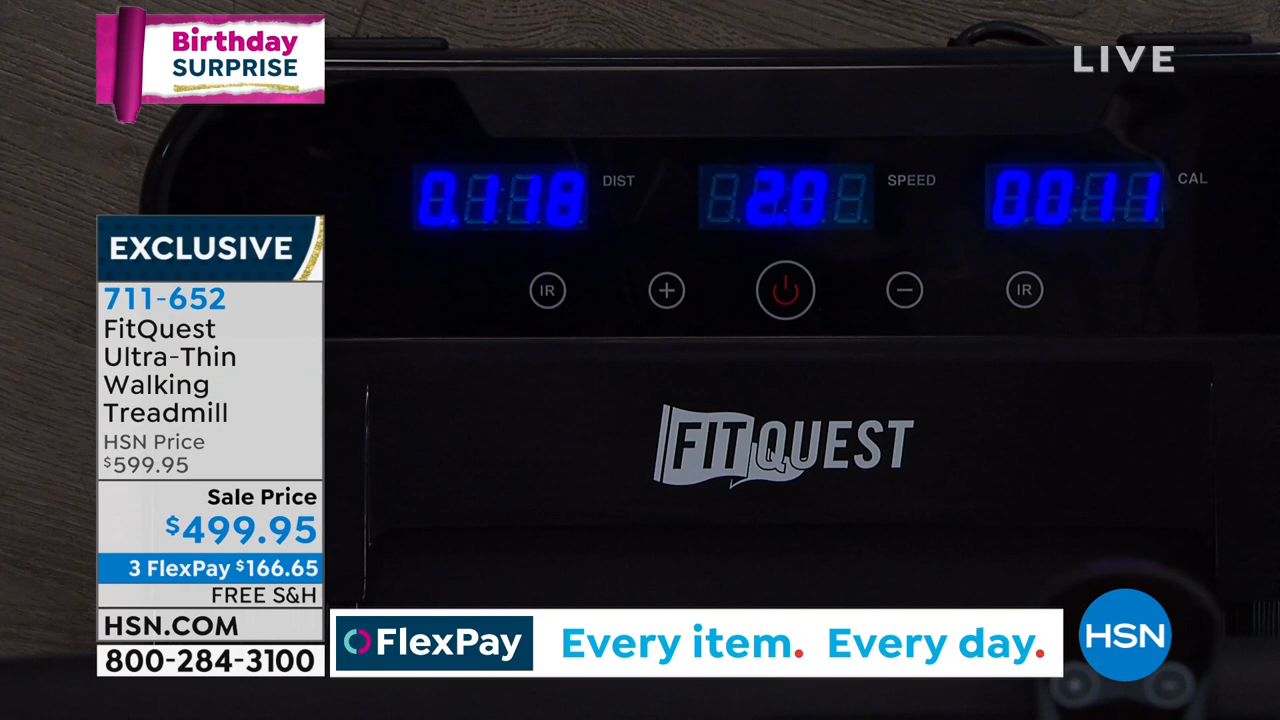 Birthday
SURPRISE
LIVE
0.118 DIST 2.0 SPEED 0011 CAL
IR + − IR
FITQUEST
EXCLUSIVE
711-652
FitQuest
Ultra-Thin
Walking
Treadmill
HSN Price
$599.95
Sale Price
$499.95
3 FlexPay $166.65
FREE S&H
HSN.COM
800-284-3100
FlexPay Every item. Every day.
HSN